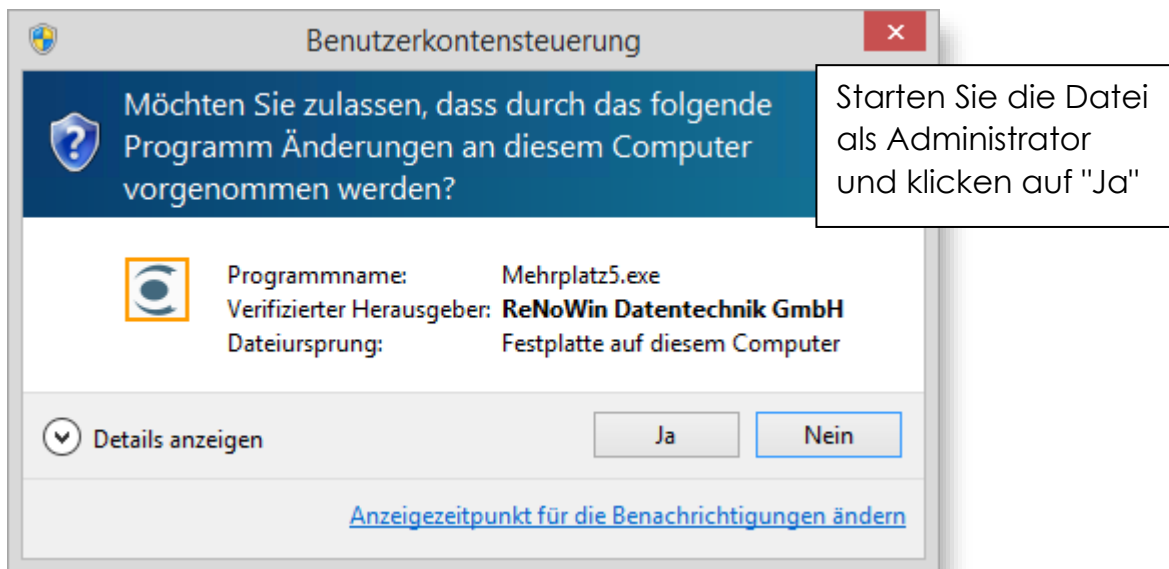 Benutzerkontensteuerung
Möchten Sie zulassen, dass durch das folgende
Programm Änderungen an diesem Computer
vorgenommen werden?
Starten Sie die Datei
als Administrator
und klicken auf "Ja"
Programmname: Mehrplatz5.exe
Verifizierter Herausgeber: ReNoWin Datentechnik GmbH
Dateiursprung: Festplatte auf diesem Computer
Details anzeigen Ja Nein
Anzeigezeitpunkt für die Benachrichtigungen ändern